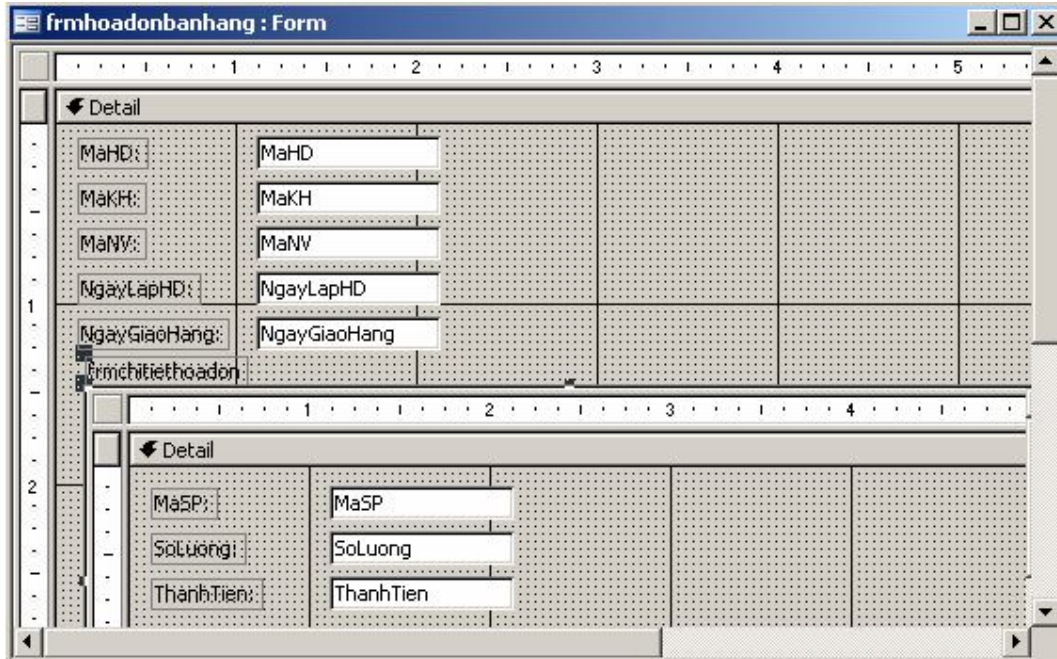 frmhoadonbanhang : Form
1 2 3 4 5
Detail
MaHD: MaHD
MaKH: MaKH
MaNV: MaNV
NgayLapHD: NgayLapHD
1
NgayGiaoHang: NgayGiaoHang
frmchitiethoadon
1 2 3 4
Detail
2
MaSP: MaSP
SoLuong: SoLuong
ThanhTien: ThanhTien